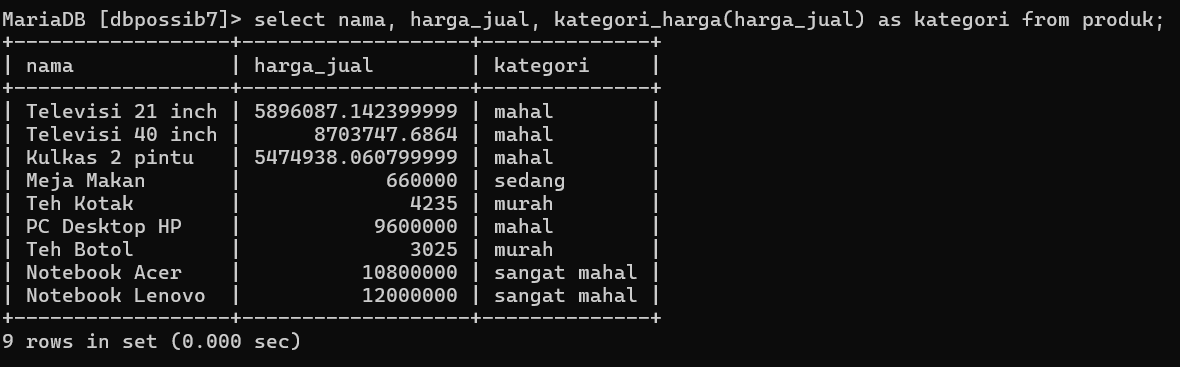 MariaDB [dbpossib7]> select nama, harga_jual, kategori_harga(harga_jual) as kategori from produk;
+------------------+-------------------+--------------+
| nama             | harga_jual        | kategori     |
+------------------+-------------------+--------------+
| Televisi 21 inch | 5896087.142399999 | mahal        |
| Televisi 40 inch |      8703747.6864 | mahal        |
| Kulkas 2 pintu   | 5474938.060799999 | mahal        |
| Meja Makan       |            660000 | sedang       |
| Teh Kotak        |              4235 | murah        |
| PC Desktop HP    |           9600000 | mahal        |
| Teh Botol        |              3025 | murah        |
| Notebook Acer    |          10800000 | sangat mahal |
| Notebook Lenovo  |          12000000 | sangat mahal |
+------------------+-------------------+--------------+
9 rows in set (0.000 sec)